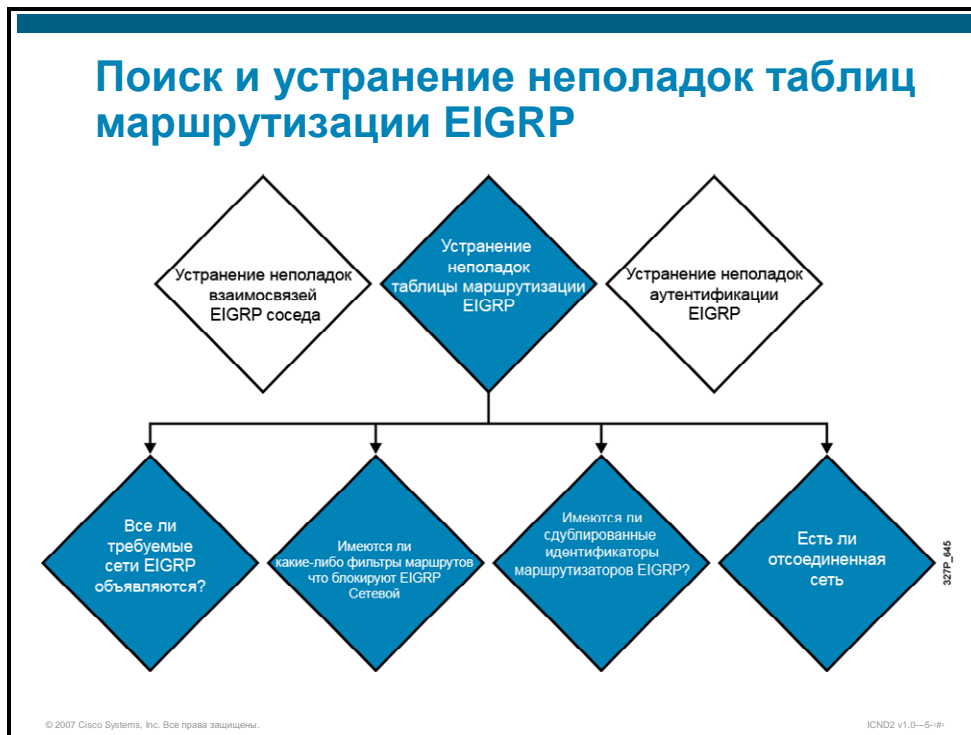 Поиск и устранение неполадок таблиц
маршрутизации EIGRP
Устранение неполадок
взаимосвязей
EIGRP соседа
Устранение
неполадок
таблицы маршрутизации
EIGRP
Устранение неполадок
аутентификации
EIGRP
Все ли
требуемые
сети EIGRP
объявляются?
Имеются ли
какие-либо фильтры маршрутов
что блокируют EIGRP
Сетевой
Имеются ли
сдублированные
идентификаторы
маршрутизаторов EIGRP?
Есть ли
отсоединенная
сеть
327P_645
© 2007 Cisco Systems, Inc. Все права защищены.
ICND2 v1.0—5-‹#›